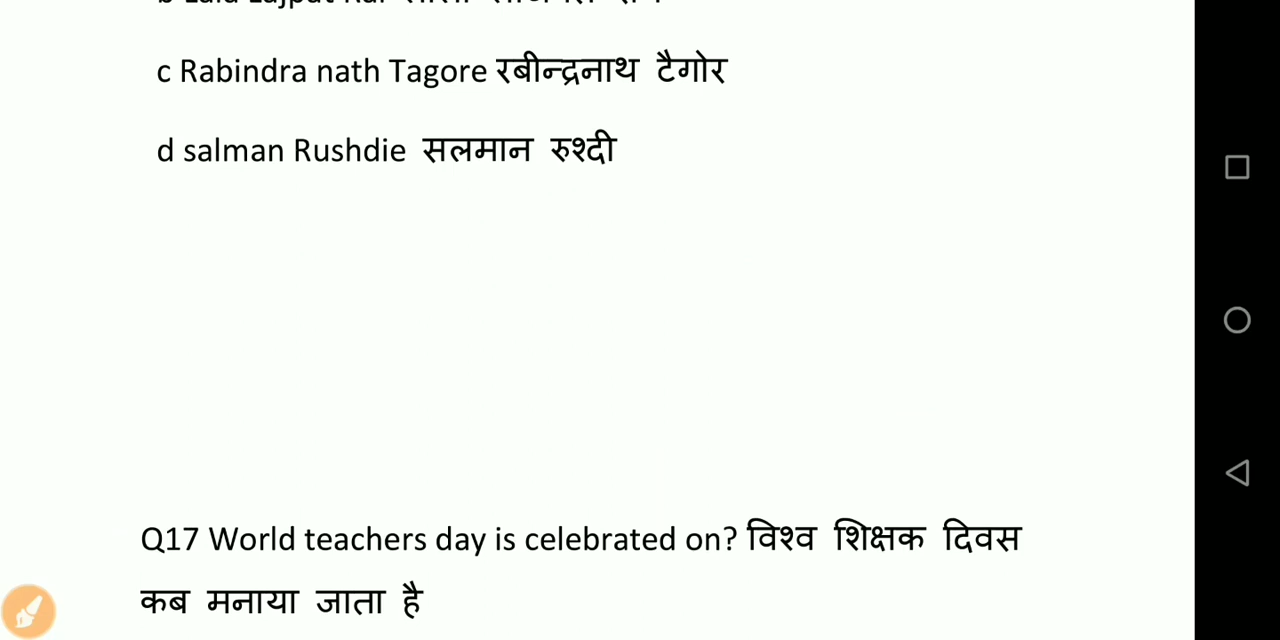 c Rabindra nath Tagore रबीन्द्रनाथ टैगोर
d salman Rushdie सलमान रुश्दी
Q17 World teachers day is celebrated on? विश्व शिक्षक दिवस
कब मनाया जाता है